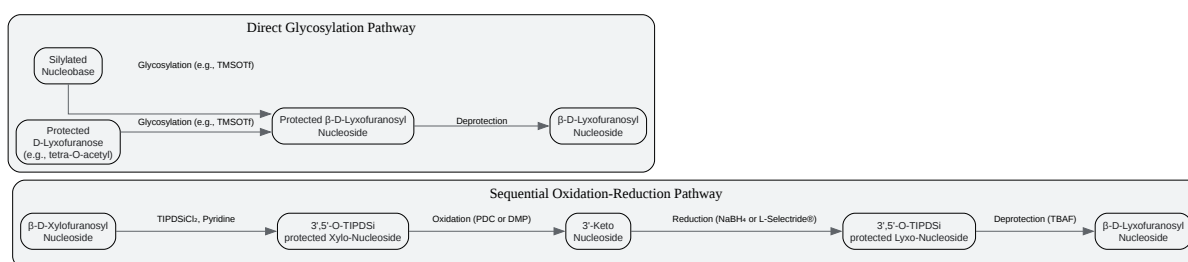 Direct Glycosylation Pathway
Silylated
Nucleobase
Glycosylation (e.g., TMSOTf)
Protected
D-Lyxofuranose
(e.g., tetra-O-acetyl)
Glycosylation (e.g., TMSOTf)
Protected β-D-Lyxofuranosyl
Nucleoside
Deprotection
β-D-Lyxofuranosyl
Nucleoside
Sequential Oxidation-Reduction Pathway
β-D-Xylofuranosyl
Nucleoside
TIPDSiCl₂, Pyridine
3',5'-O-TIPDSi
protected Xylo-Nucleoside
Oxidation (PDC or DMP)
3'-Keto
Nucleoside
Reduction (NaBH₄ or L-Selectride®)
3',5'-O-TIPDSi
protected Lyxo-Nucleoside
Deprotection (TBAF)
β-D-Lyxofuranosyl
Nucleoside